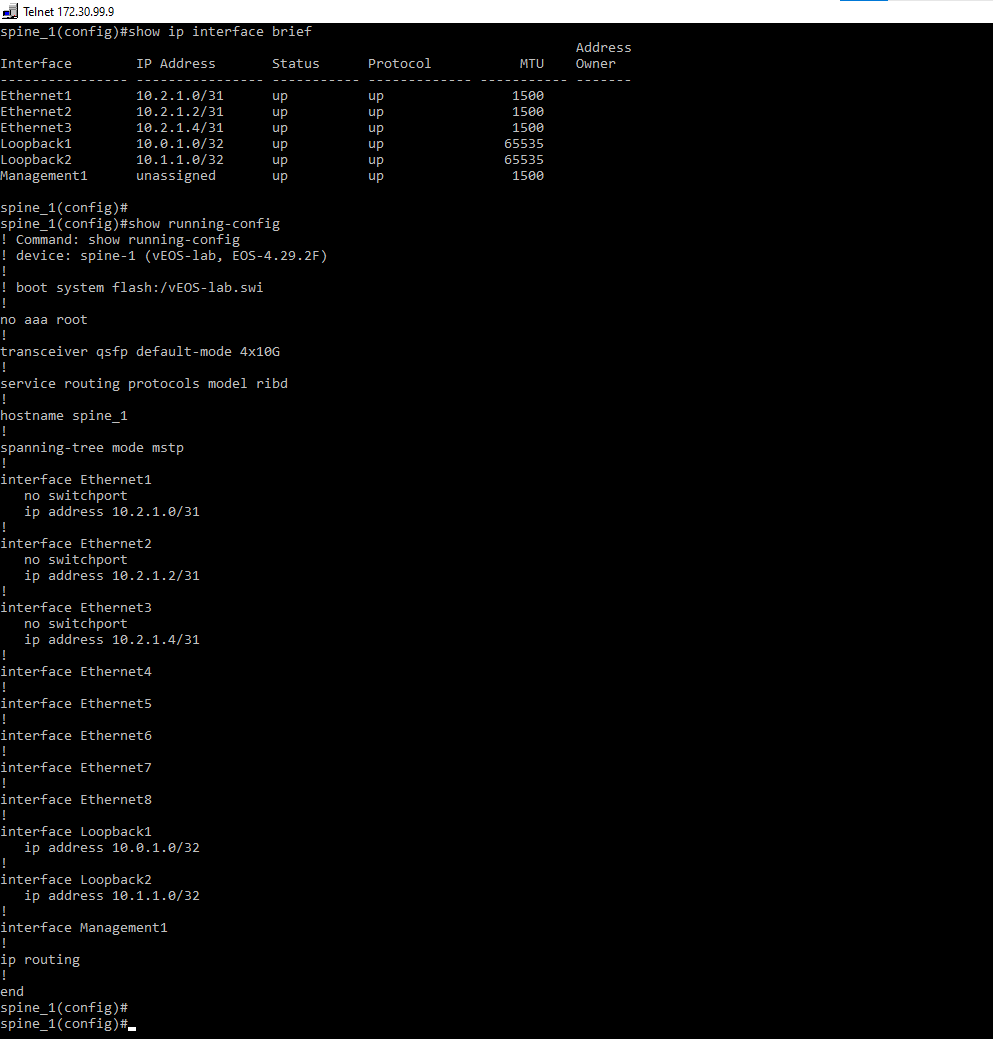 Telnet 172.30.99.9
spine_1(config)#show ip interface brief
                                                                        Address
Interface        IP Address       Status      Protocol           MTU    Owner
---------------- ---------------- ----------- ------------- ----------- -------
Ethernet1        10.2.1.0/31      up          up                1500
Ethernet2        10.2.1.2/31      up          up                1500
Ethernet3        10.2.1.4/31      up          up                1500
Loopback1        10.0.1.0/32      up          up               65535
Loopback2        10.1.1.0/32      up          up               65535
Management1      unassigned       up          up                1500
spine_1(config)#
spine_1(config)#show running-config
! Command: show running-config
! device: spine-1 (vEOS-lab, EOS-4.29.2F)
!
! boot system flash:/vEOS-lab.swi
!
no aaa root
!
transceiver qsfp default-mode 4x10G
!
service routing protocols model ribd
!
hostname spine_1
!
spanning-tree mode mstp
!
interface Ethernet1
   no switchport
   ip address 10.2.1.0/31
!
interface Ethernet2
   no switchport
   ip address 10.2.1.2/31
!
interface Ethernet3
   no switchport
   ip address 10.2.1.4/31
!
interface Ethernet4
!
interface Ethernet5
!
interface Ethernet6
!
interface Ethernet7
!
interface Ethernet8
!
interface Loopback1
   ip address 10.0.1.0/32
!
interface Loopback2
   ip address 10.1.1.0/32
!
interface Management1
!
ip routing
!
end
spine_1(config)#
spine_1(config)#